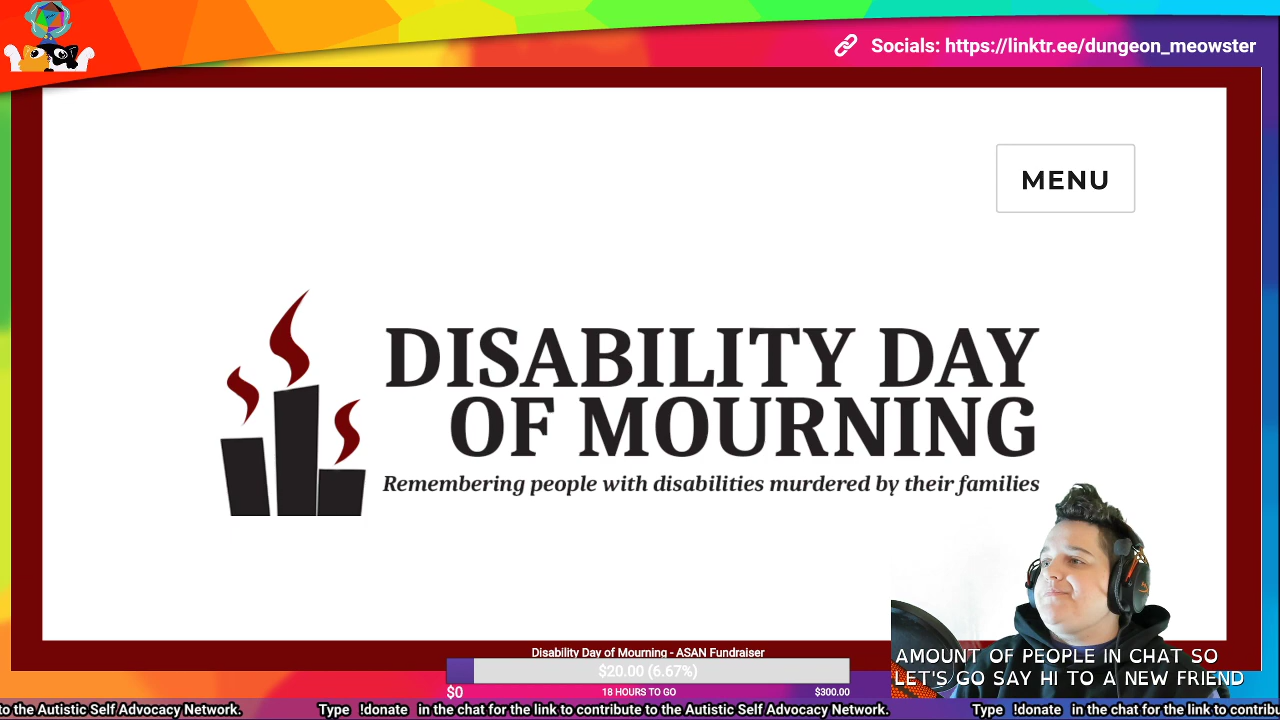 Socials: https://linktr.ee/dungeon_meowster
MENU
DISABILITY DAY
OF MOURNING
Remembering people with disabilities murdered by their families
AMOUNT OF PEOPLE IN CHAT SO
LET'S GO SAY HI TO A NEW FRIEND
Disability Day of Mourning - ASAN Fundraiser
$20.00 (6.67%)
$0 18 HOURS TO GO $300.00
to the Autistic Self Advocacy Network. Type !donate in the chat for the link to contribute to the Autistic Self Advocacy Network. Type !donate in the chat for the link to contribu